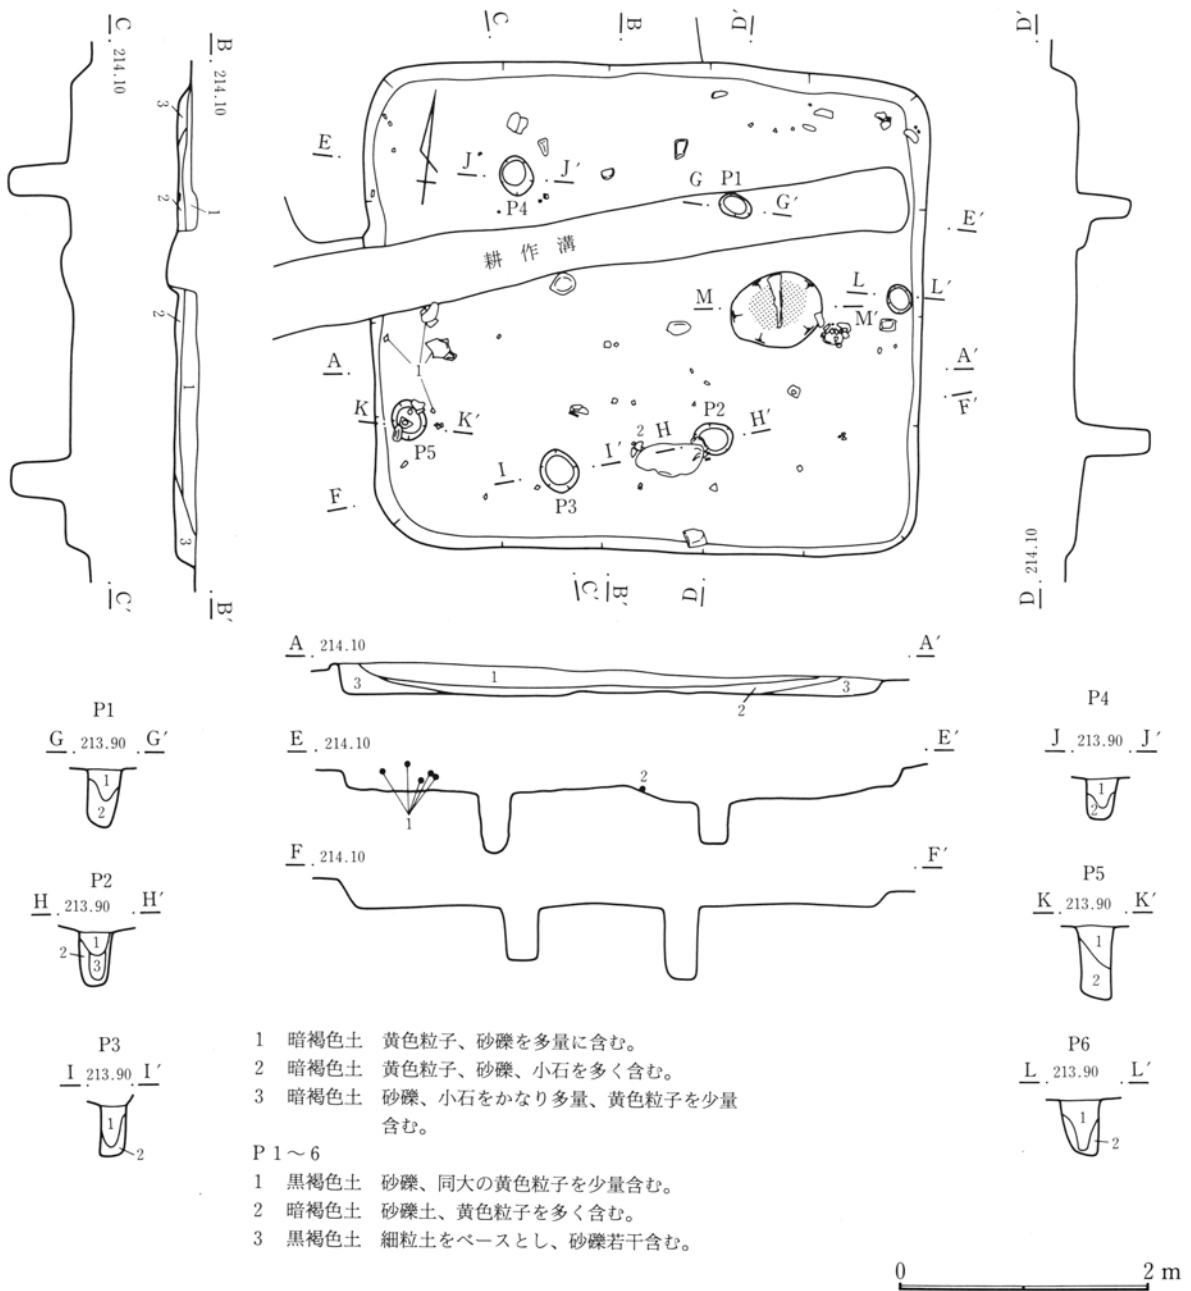 C
214.10
C′
B
214.10
3
2
1
2
1
3
B′
C
B
D′
E
J
J′
P4
G
P1
G′
E′
耕作溝
M
M′
L
L′
A
1
A′
F′
K
K′
P5
P2
H′
2
H
I
I′
P3
F
C′
B′
D
D′
D
214.10
A 214.10 A′
3
1
2
3
E 214.10 E′
1
2
F 214.10 F′
P1
G 213.90 G′
1
2
P2
H 213.90 H′
1
2
3
P3
I 213.90 I′
1
2
P4
J 213.90 J′
1
2
P5
K 213.90 K′
1
2
P6
L 213.90 L′
1
2
1 暗褐色土 黄色粒子、砂礫を多量に含む。
2 暗褐色土 黄色粒子、砂礫、小石を多く含む。
3 暗褐色土 砂礫、小石をかなり多量、黄色粒子を少量
含む。
P1～6
1 黒褐色土 砂礫、同大の黄色粒子を少量含む。
2 暗褐色土 砂礫土、黄色粒子を多く含む。
3 黒褐色土 細粒土をベースとし、砂礫若干含む。
0 2m